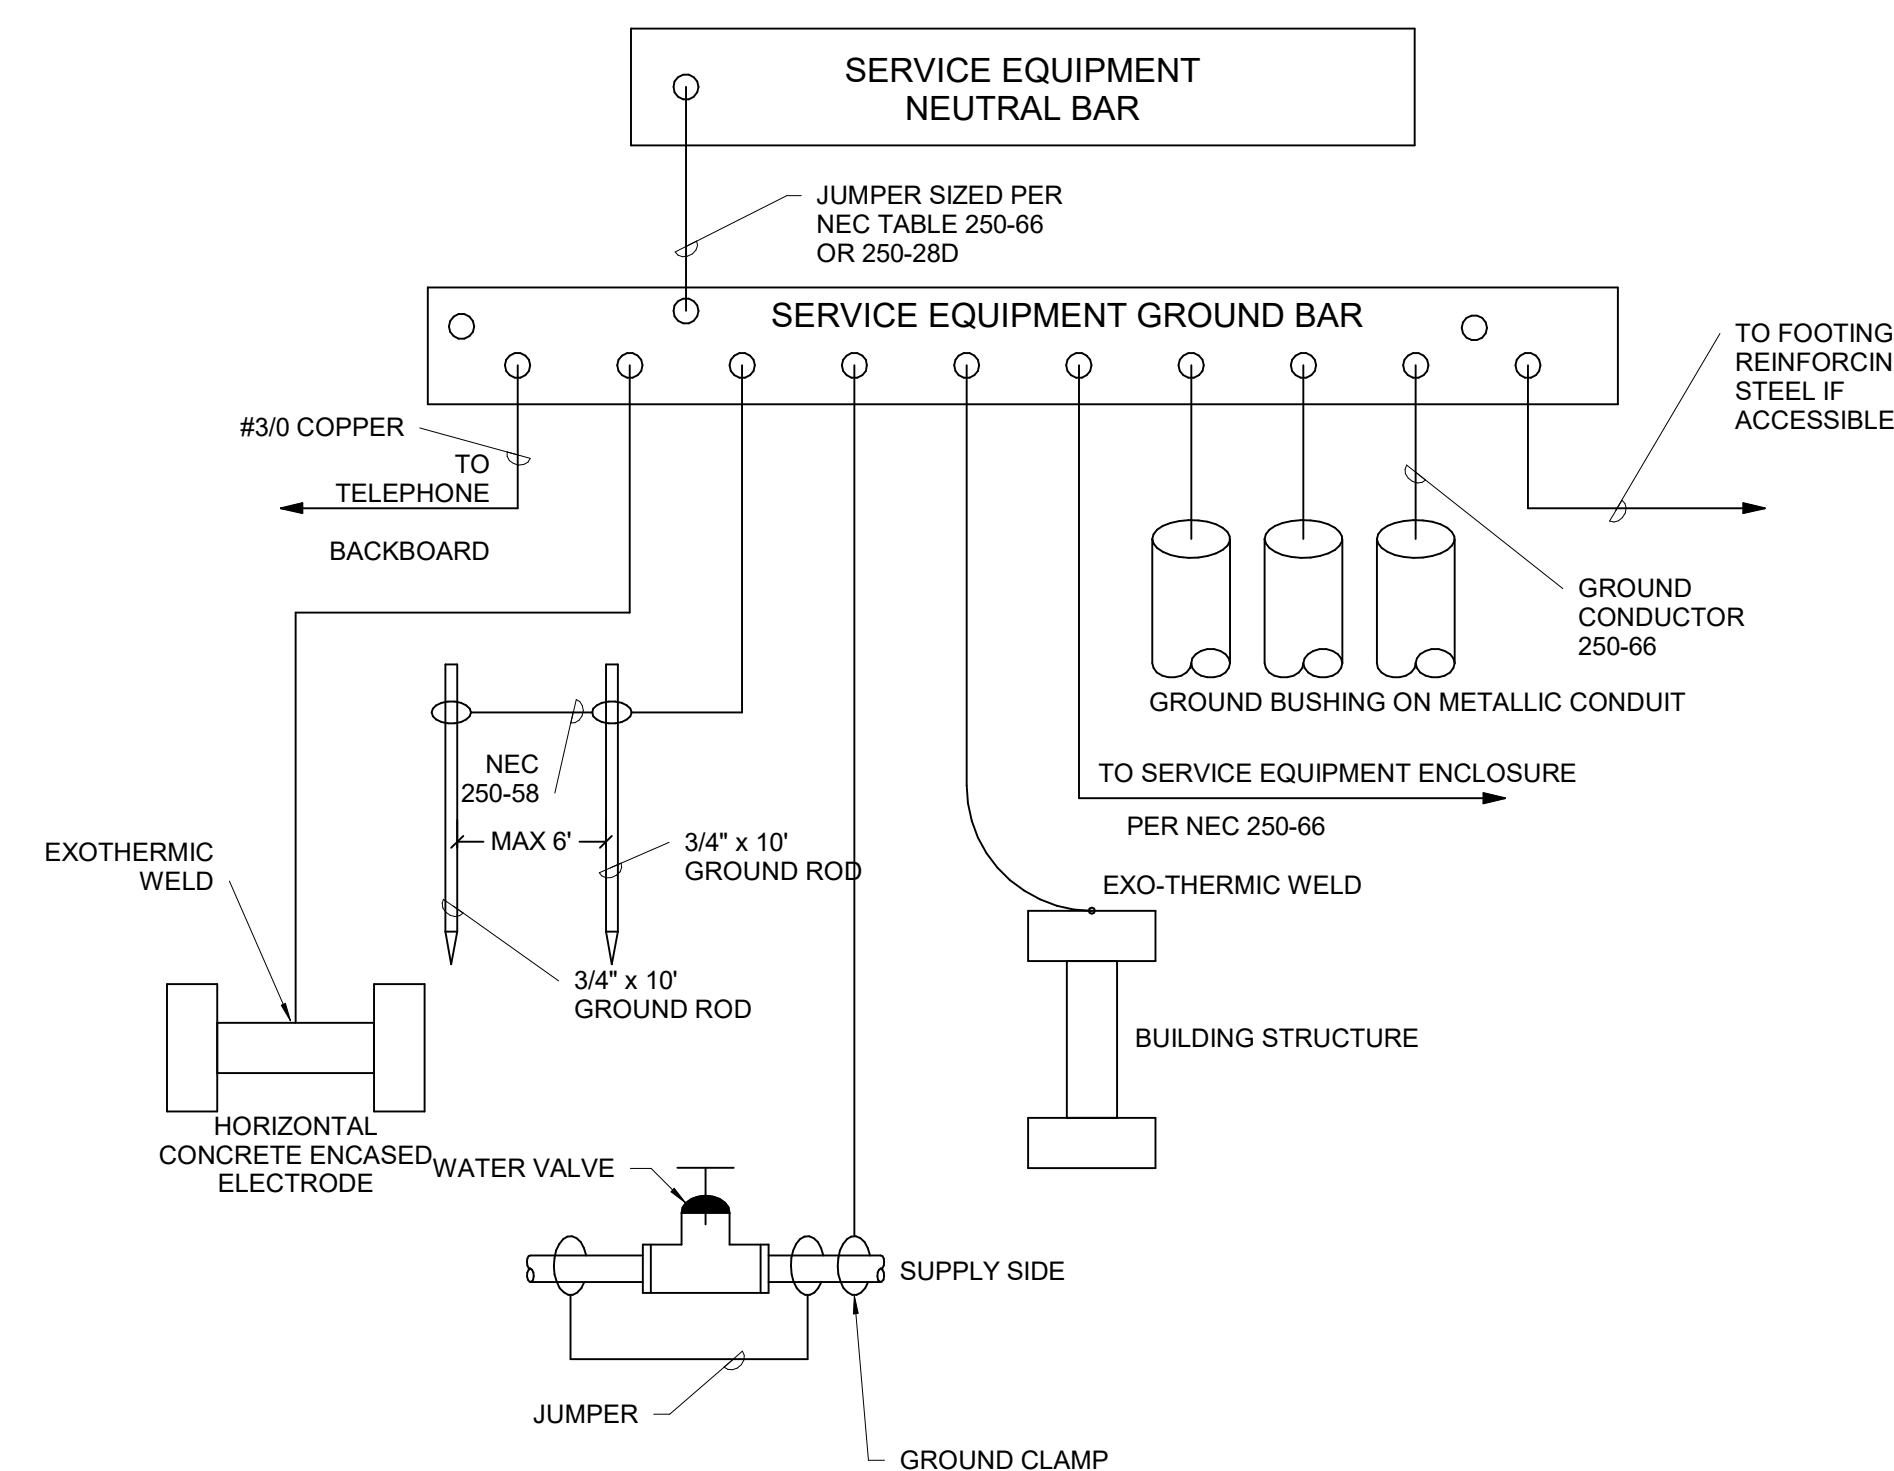 SERVICE EQUIPMENT
NEUTRAL BAR
JUMPER SIZED PER
NEC TABLE 250-66
OR 250-28D
SERVICE EQUIPMENT GROUND BAR
TO FOOTING
REINFORCIN
STEEL IF
ACCESSIBLE
#3/0 COPPER
TO
TELEPHONE
BACKBOARD
GROUND
CONDUCTOR
250-66
GROUND BUSHING ON METALLIC CONDUIT
NEC
250-58
TO SERVICE EQUIPMENT ENCLOSURE
PER NEC 250-66
MAX 6'
3/4" x 10'
GROUND ROD
EXOTHERMIC
WELD
EXO-THERMIC WELD
3/4" x 10'
GROUND ROD
BUILDING STRUCTURE
HORIZONTAL
CONCRETE ENCASED
ELECTRODE
WATER VALVE
SUPPLY SIDE
JUMPER
GROUND CLAMP